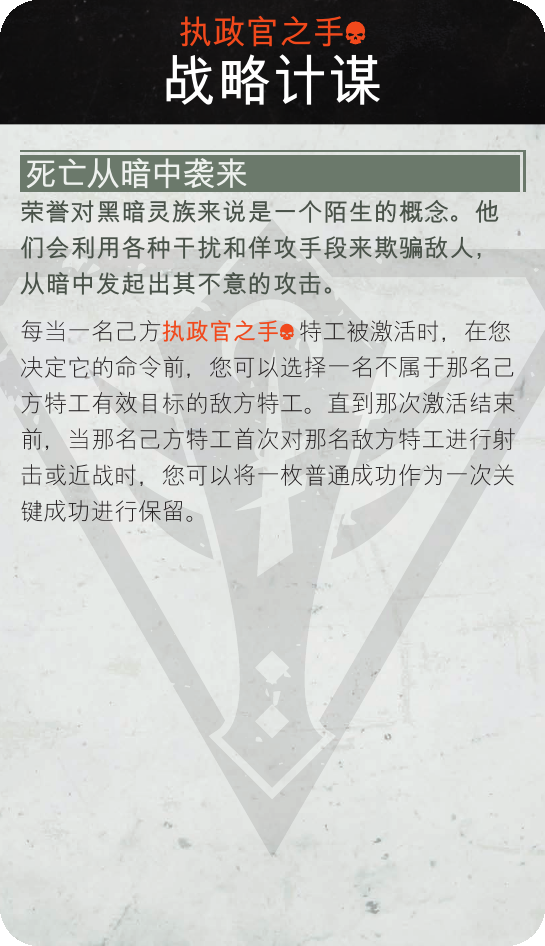 执政官之手
战略计谋
死亡从暗中袭来
荣誉对黑暗灵族来说是一个陌生的概念。他
们会利用各种干扰和佯攻手段来欺骗敌人，
从暗中发起出其不意的攻击。
每当一名己方执政官之手特工被激活时，在您
决定它的命令前，您可以选择一名不属于那名己
方特工有效目标的敌方特工。直到那次激活结束
前，当那名己方特工首次对那名敌方特工进行射
击或近战时，您可以将一枚普通成功作为一次关
键成功进行保留。